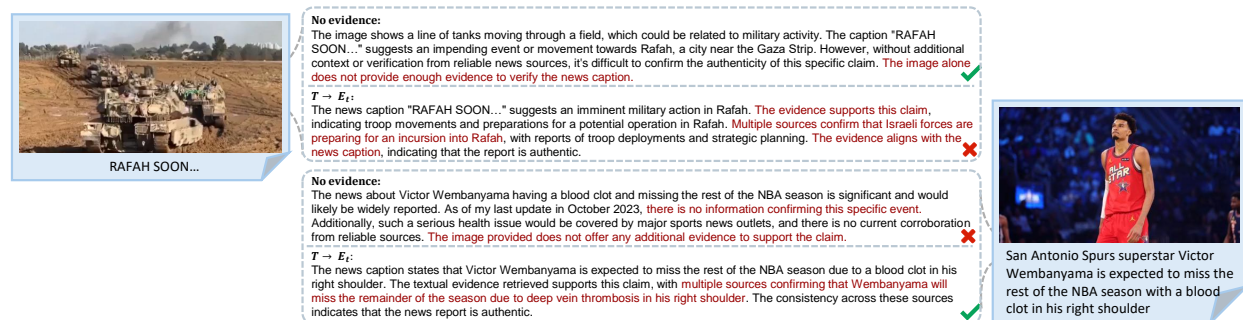 RAFAH SOON...
No evidence:
The image shows a line of tanks moving through a field, which could be related to military activity. The caption "RAFAH
SOON…" suggests an impending event or movement towards Rafah, a city near the Gaza Strip. However, without additional
context or verification from reliable news sources, it's difficult to confirm the authenticity of this specific claim. The image alone
does not provide enough evidence to verify the news caption.
T → Eₜ:
The news caption "RAFAH SOON…" suggests an imminent military action in Rafah. The evidence supports this claim,
indicating troop movements and preparations for a potential operation in Rafah. Multiple sources confirm that Israeli forces are
preparing for an incursion into Rafah, with reports of troop deployments and strategic planning. The evidence aligns with the
news caption, indicating that the report is authentic.
No evidence:
The news about Victor Wembanyama having a blood clot and missing the rest of the NBA season is significant and would
likely be widely reported. As of my last update in October 2023, there is no information confirming this specific event.
Additionally, such a serious health issue would be covered by major sports news outlets, and there is no current corroboration
from reliable sources. The image provided does not offer any additional evidence to support the claim.
T → Eₜ:
The news caption states that Victor Wembanyama is expected to miss the rest of the NBA season due to a blood clot in his
right shoulder. The textual evidence retrieved supports this claim, with multiple sources confirming that Wembanyama will
miss the remainder of the season due to deep vein thrombosis in his right shoulder. The consistency across these sources
indicates that the news report is authentic.
ALL
STAR
San Antonio Spurs superstar Victor
Wembanyama is expected to miss the
rest of the NBA season with a blood
clot in his right shoulder